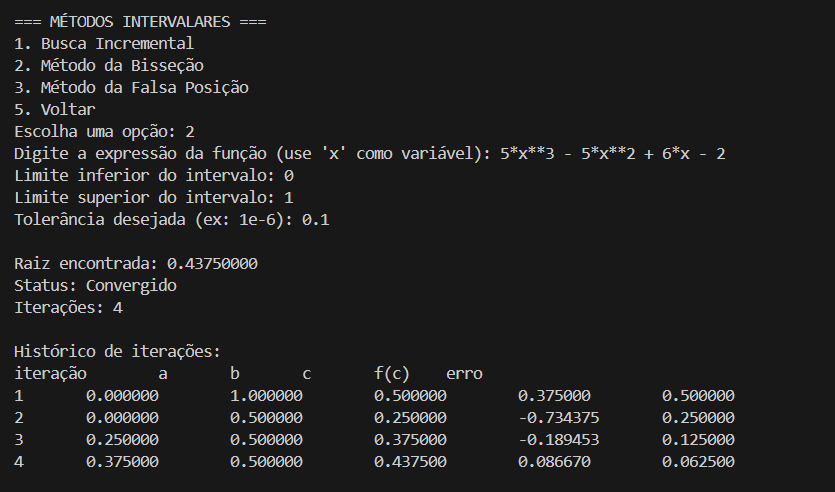 === MÉTODOS INTERVALARES ===
1. Busca Incremental
2. Método da Bisseção
3. Método da Falsa Posição
5. Voltar
Escolha uma opção: 2
Digite a expressão da função (use 'x' como variável): 5*x**3 - 5*x**2 + 6*x - 2
Limite inferior do intervalo: 0
Limite superior do intervalo: 1
Tolerância desejada (ex: 1e-6): 0.1
Raiz encontrada: 0.43750000
Status: Convergido
Iterações: 4
Histórico de iterações:
iteração a b c f(c) erro
1 0.000000 1.000000 0.500000 0.375000 0.500000
2 0.000000 0.500000 0.250000 -0.734375 0.250000
3 0.250000 0.500000 0.375000 -0.189453 0.125000
4 0.375000 0.500000 0.437500 0.086670 0.062500